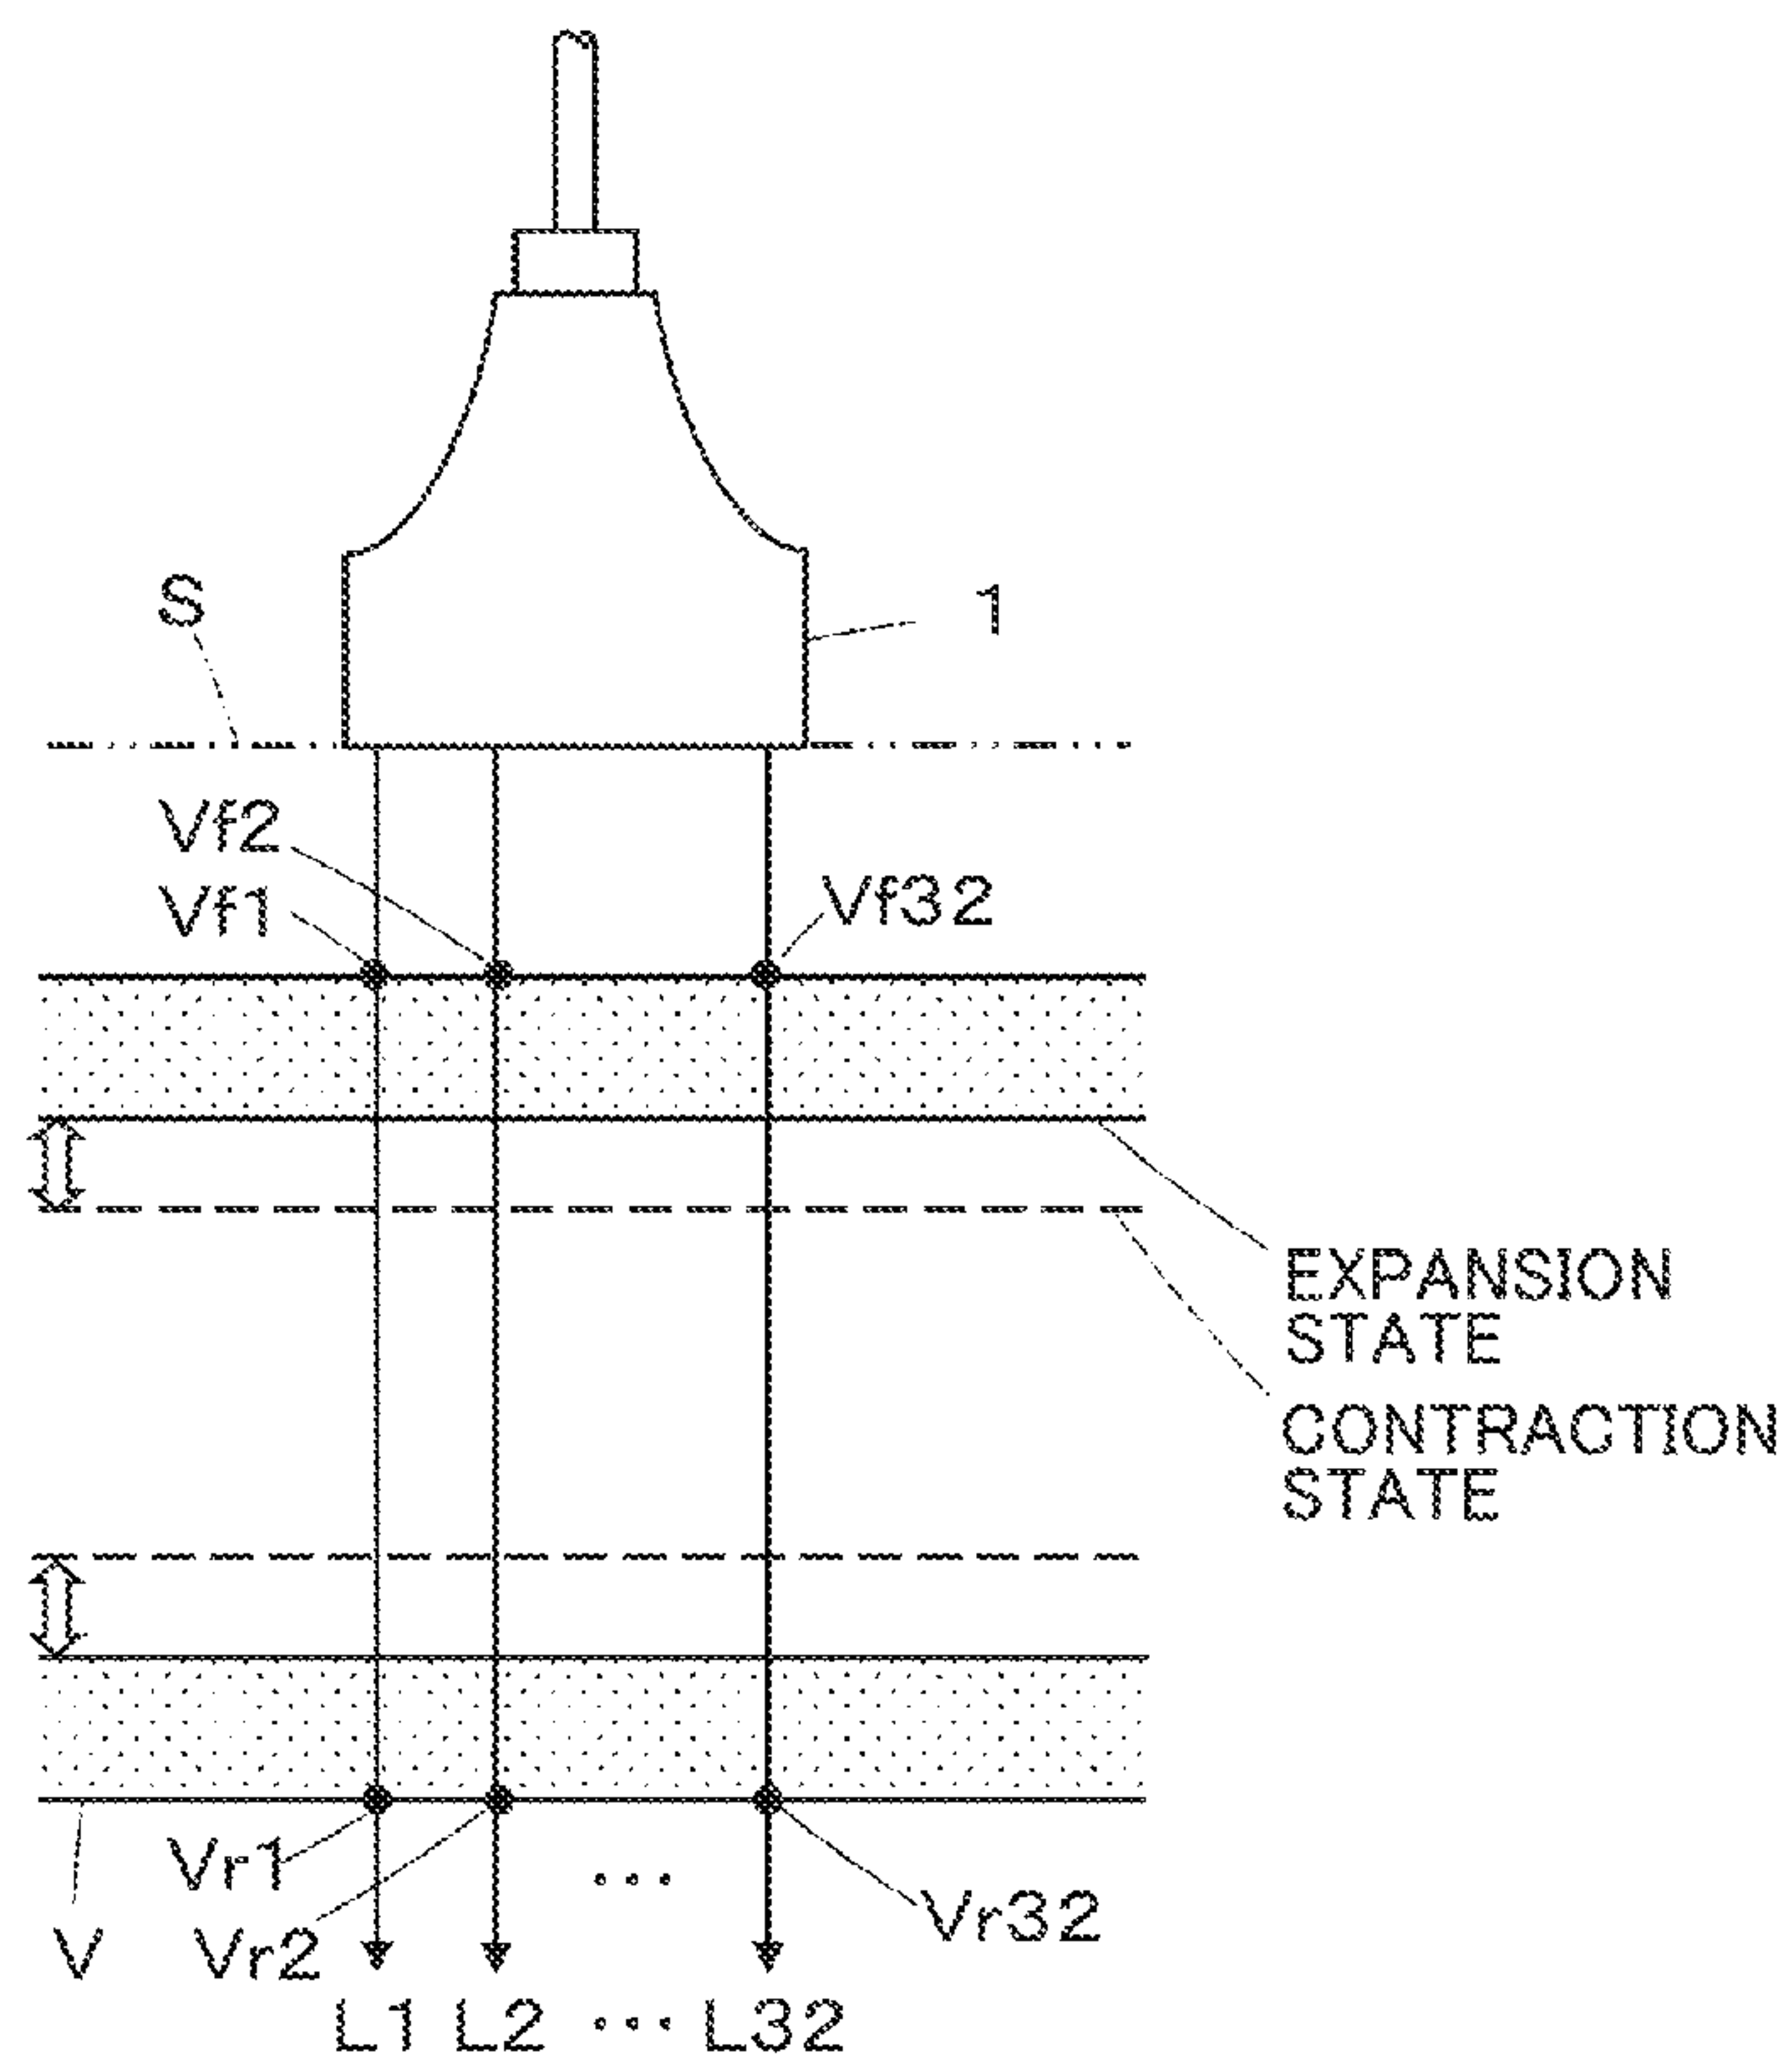 S
1
Vf2
Vf1
Vf32
EXPANSION
STATE
CONTRACTION
STATE
Vr1
Vr2
Vr32
V
...
L1 L2 ... L32